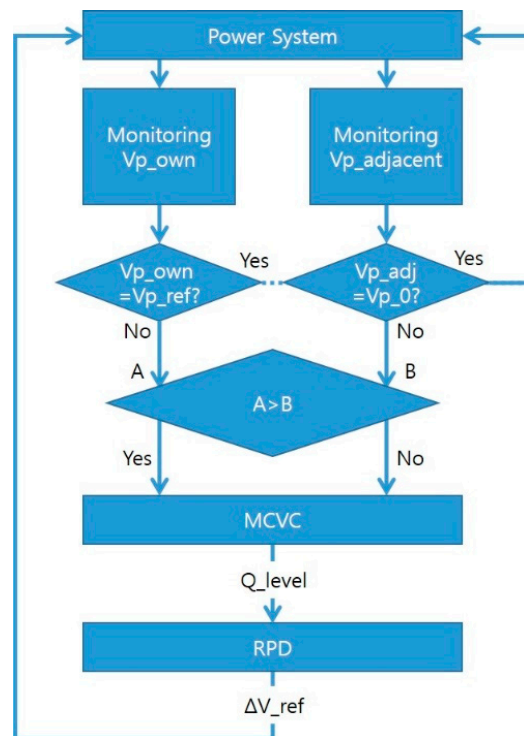 Power System
Monitoring
Vp_own
Monitoring
Vp_adjacent
Vp_own
=Vp_ref?
Yes
Vp_adj
=Vp_0?
Yes
No
No
A
B
A>B
Yes
No
MCVC
Q_level
RPD
ΔV_ref